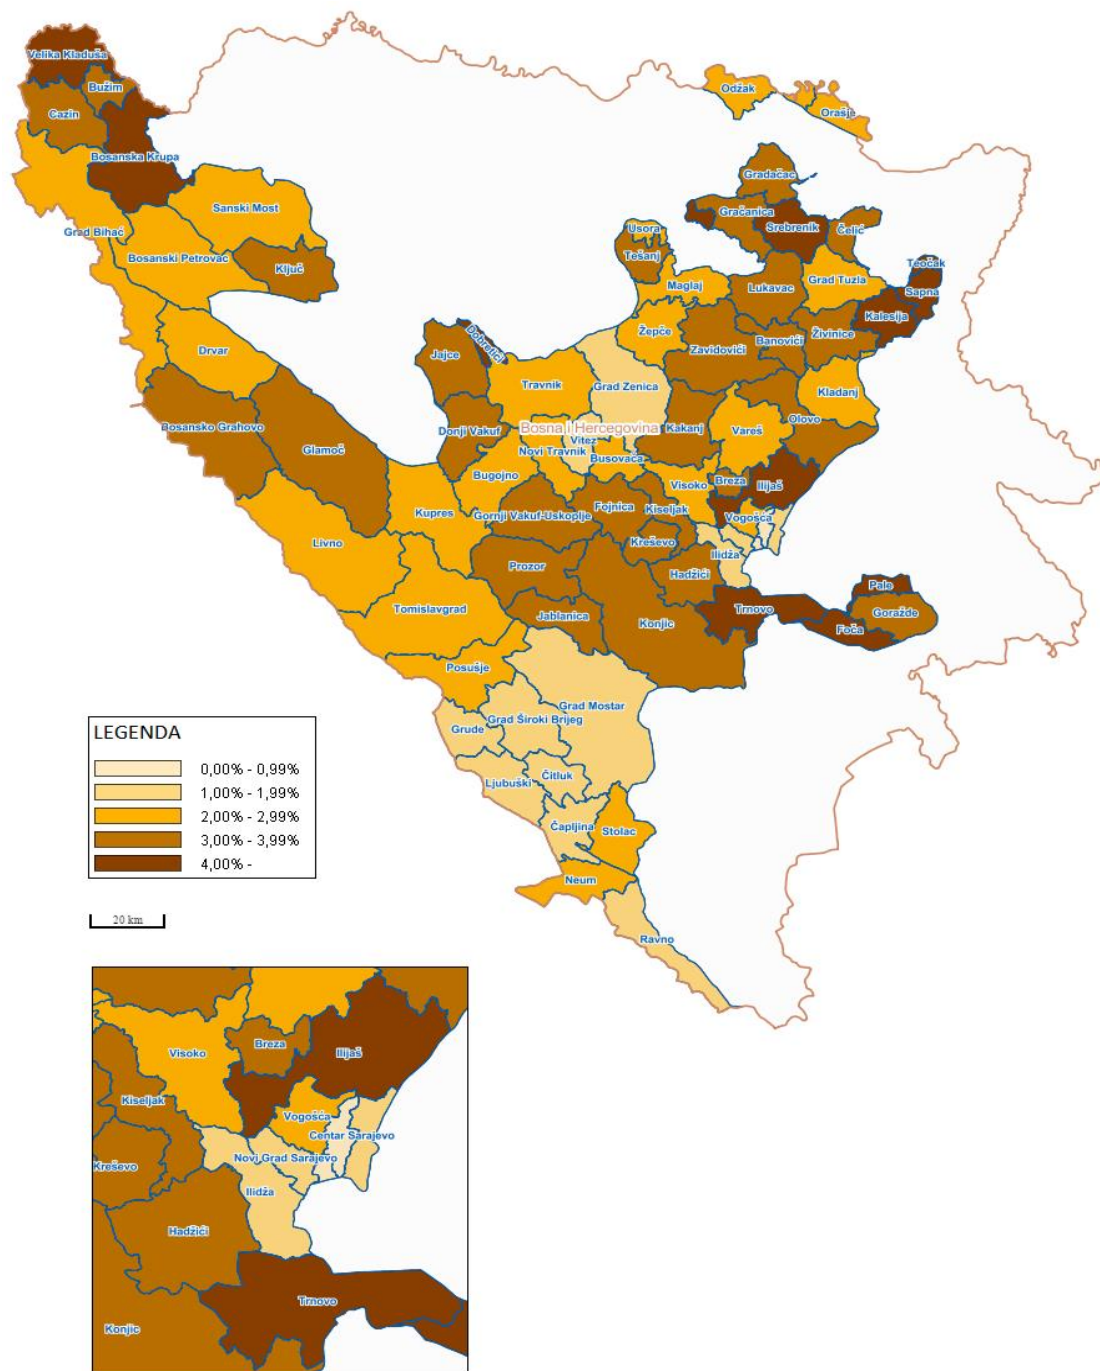 Velika Kladuša
Bužim
Cazin
Bosanska Krupa
Grad Bihać
Sanski Most
Bosanski Petrovac
Ključ
Drvar
Bosansko Grahovo
Glamoč
Livno
Kupres
Tomislavgrad
Posušje
Odžak
Orašje
Gradačac
Gračanica
Srebrenik
Čelić
Usora
Tešanj
Maglaj
Lukavac
Grad Tuzla
Teočak
Sapna
Kalesija
Žepče
Zavidovići
Banovići
Živinice
Dobretići
Jajce
Travnik
Grad Zenica
Kladanj
Donji Vakuf
Bosna i Hercegovina
Vitez
Novi Travnik
Busovača
Kakanj
Vareš
Olovo
Bugojno
Visoko
Breza
Ilijaš
Gornji Vakuf-Uskoplje
Fojnica
Kiseljak
Vogošća
Kreševo
Ilidža
Prozor
Hadžići
Jablanica
Konjic
Trnovo
Pale
Goražde
Foča
Grad Mostar
Grad Široki Brijeg
Grude
Ljubuški
Čitluk
Čapljina
Stolac
Neum
Ravno
LEGENDA
0,00% - 0,99%
1,00% - 1,99%
2,00% - 2,99%
3,00% - 3,99%
4,00% -
20 km
Visoko
Breza
Ilijaš
Kiseljak
Vogošća
Centar Sarajevo
Kreševo
Novi Grad Sarajevo
Ilidža
Hadžići
Trnovo
Konjic